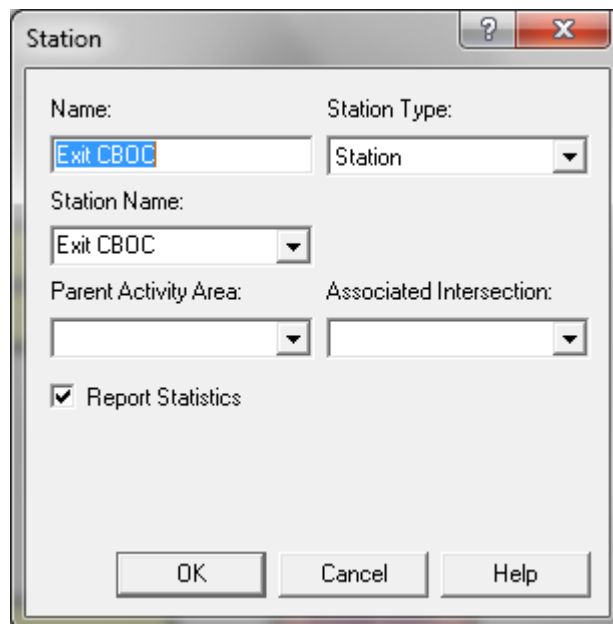 Station
?
X
Name:
Station Type:
Exit CBOC
Station
Station Name:
Exit CBOC
Parent Activity Area:
Associated Intersection:
Report Statistics
OK
Cancel
Help